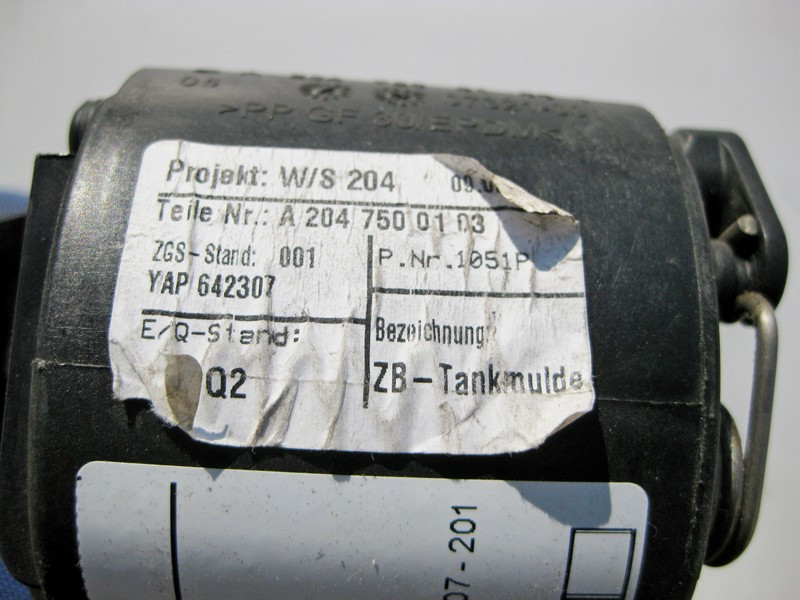 08
>PP GF 30/EPDM<
Projekt: W/S 204
Teile Nr.: A 204 750 01 03
ZGS-Stand: 001
P.Nr.1051P
YAP 642307
E/Q-Stand:
Bezeichnung:
Q2
ZB-Tankmulde
07-201